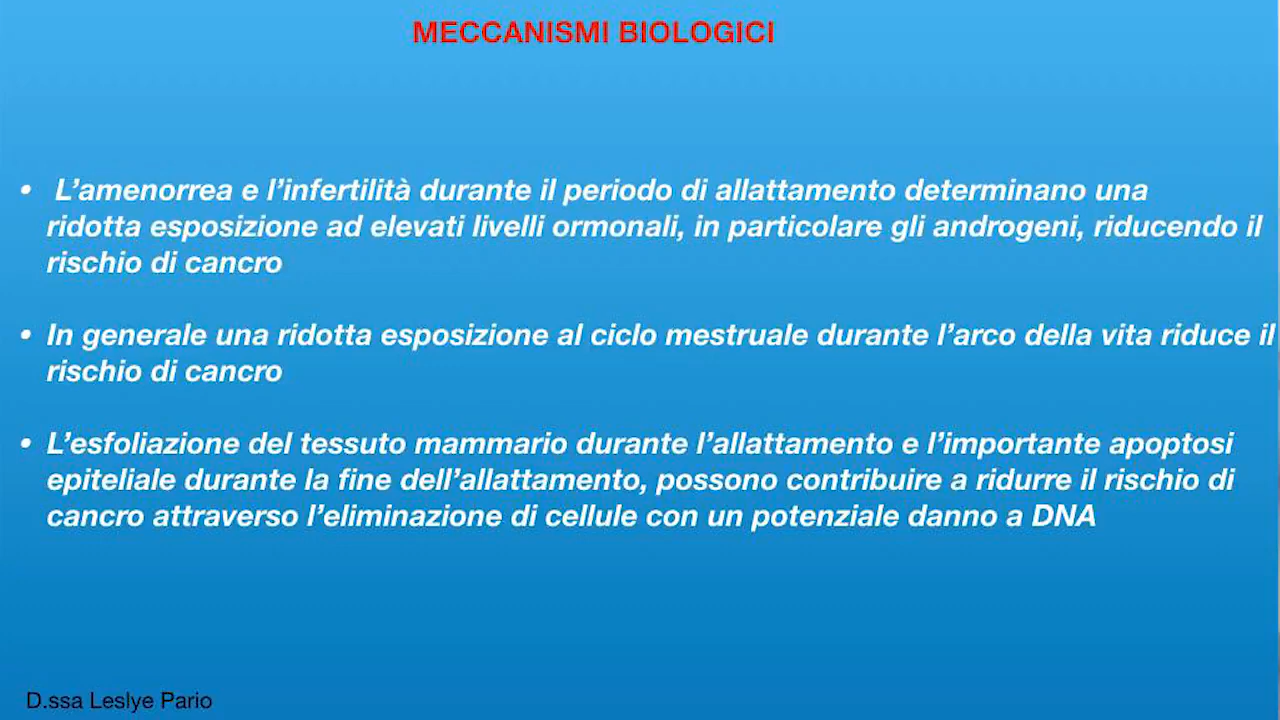 MECCANISMI BIOLOGICI
• L’amenorrea e l’infertilità durante il periodo di allattamento determinano una
ridotta esposizione ad elevati livelli ormonali, in particolare gli androgeni, riducendo il
rischio di cancro
• In generale una ridotta esposizione al ciclo mestruale durante l’arco della vita riduce il
rischio di cancro
• L’esfoliazione del tessuto mammario durante l’allattamento e l’importante apoptosi
epiteliale durante la fine dell’allattamento, possono contribuire a ridurre il rischio di
cancro attraverso l’eliminazione di cellule con un potenziale danno a DNA
D.ssa Leslye Pario